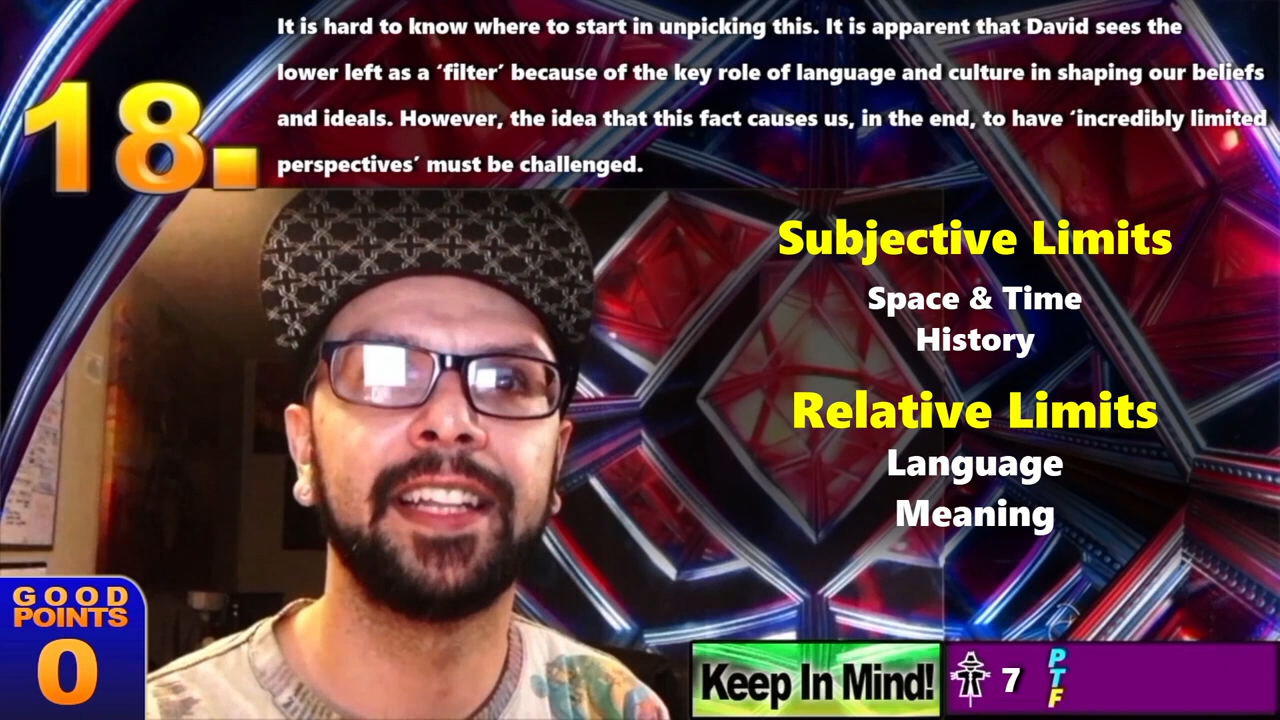 18.
It is hard to know where to start in unpicking this. It is apparent that David sees the
lower left as a ‘filter’ because of the key role of language and culture in shaping our beliefs
and ideals. However, the idea that this fact causes us, in the end, to have ‘incredibly limited
perspectives’ must be challenged.
Subjective Limits
Space & Time
History
Relative Limits
Language
Meaning
GOOD
POINTS
0
Keep In Mind!
7
P
T
F